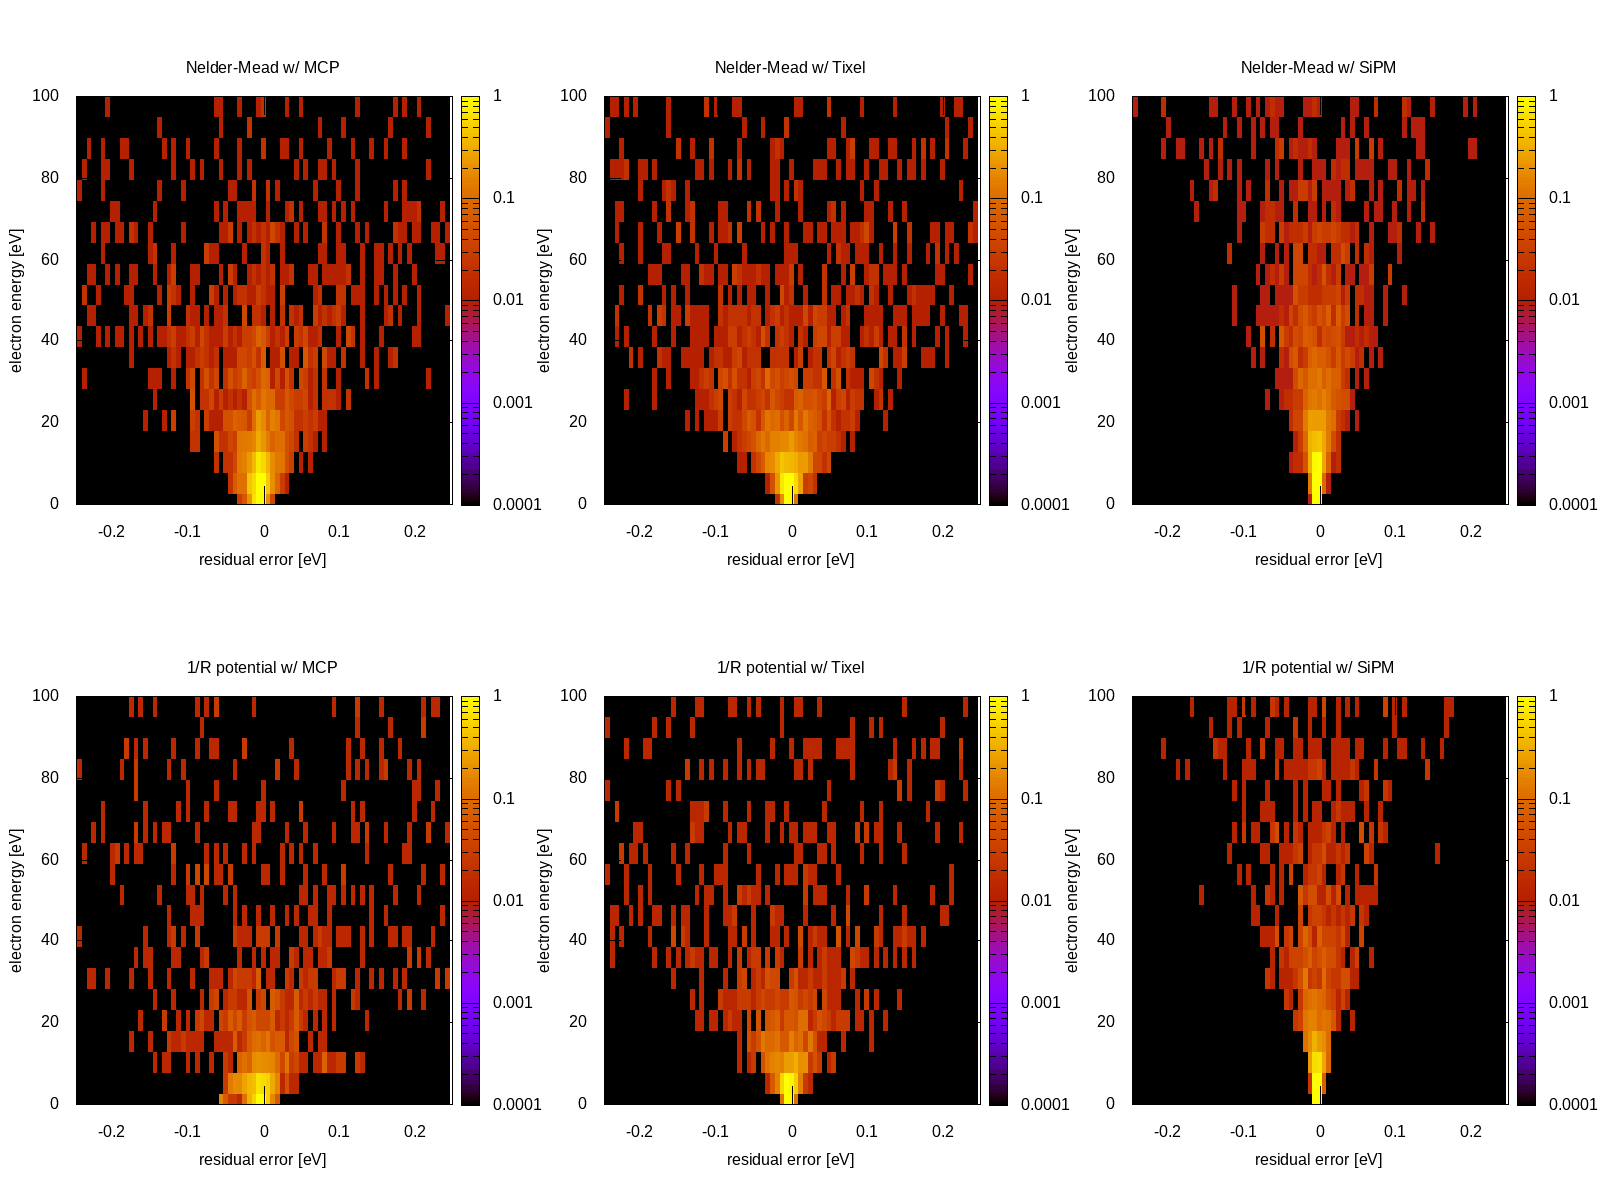 Nelder-Mead w/ MCP
Nelder-Mead w/ Tixel
Nelder-Mead w/ SiPM
electron energy [eV]
100
80
60
40
20
0
-0.2 -0.1 0 0.1 0.2
residual error [eV]
1
0.1
0.01
0.001
0.0001
electron energy [eV]
100
80
60
40
20
0
-0.2 -0.1 0 0.1 0.2
residual error [eV]
1
0.1
0.01
0.001
0.0001
electron energy [eV]
100
80
60
40
20
0
-0.2 -0.1 0 0.1 0.2
residual error [eV]
1
0.1
0.01
0.001
0.0001
1/R potential w/ MCP
1/R potential w/ Tixel
1/R potential w/ SiPM
electron energy [eV]
100
80
60
40
20
0
-0.2 -0.1 0 0.1 0.2
residual error [eV]
1
0.1
0.01
0.001
0.0001
electron energy [eV]
100
80
60
40
20
0
-0.2 -0.1 0 0.1 0.2
residual error [eV]
1
0.1
0.01
0.001
0.0001
electron energy [eV]
100
80
60
40
20
0
-0.2 -0.1 0 0.1 0.2
residual error [eV]
1
0.1
0.01
0.001
0.0001